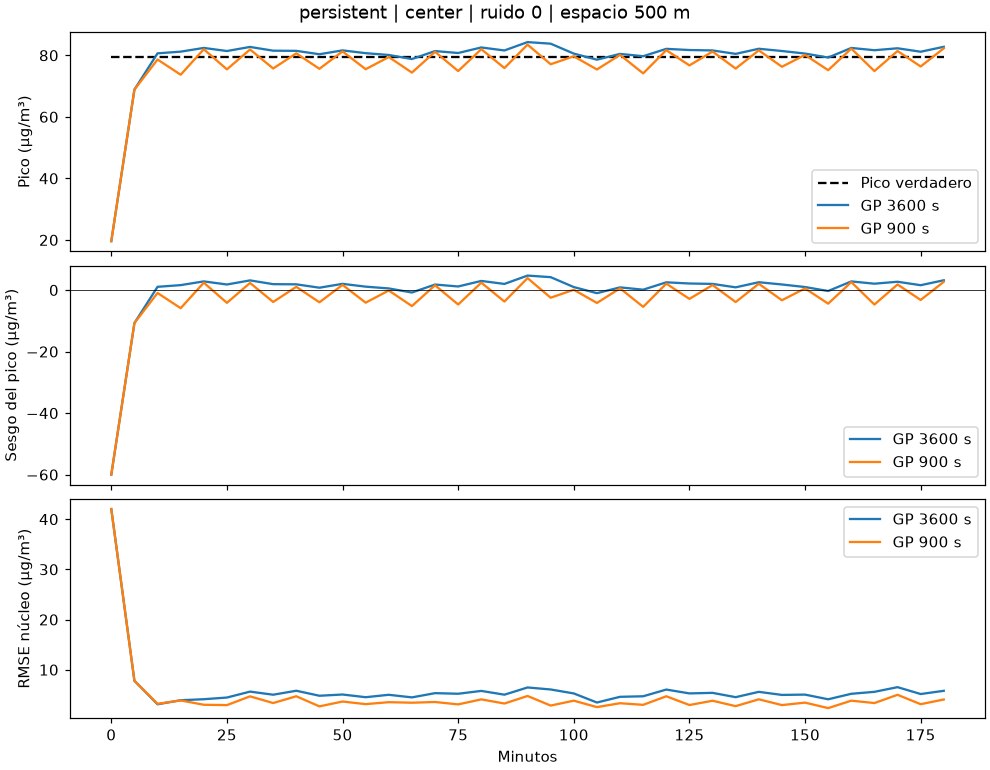 persistent | center | ruido 0 | espacio 500 m
Pico (µg/m³)
80
60
40
20
Pico verdadero
GP 3600 s
GP 900 s
Sesgo del pico (µg/m³)
0
−20
−40
−60
GP 3600 s
GP 900 s
RMSE núcleo (µg/m³)
40
30
20
10
GP 3600 s
GP 900 s
0 25 50 75 100 125 150 175
Minutos